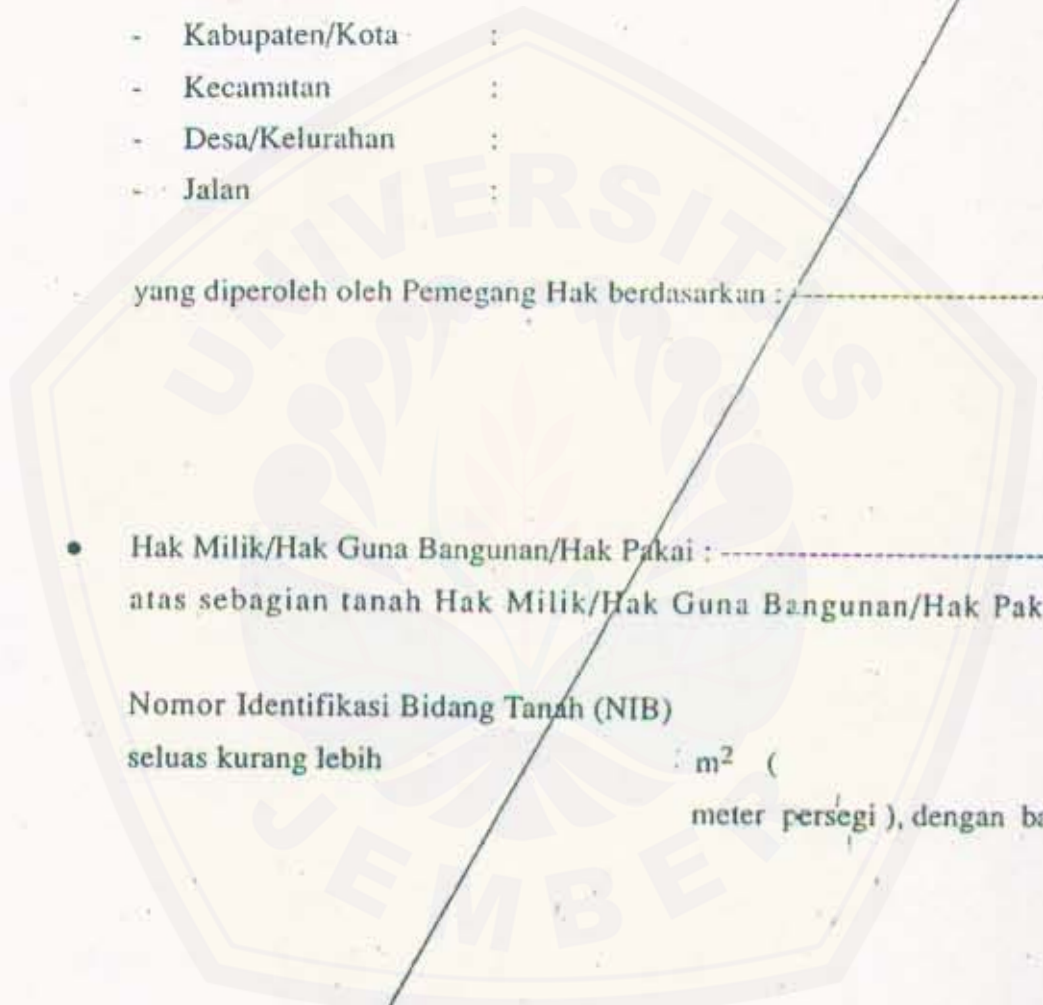 - Kabupaten/Kota :
- Kecamatan :
- Desa/Kelurahan :
- Jalan :
yang diperoleh oleh Pemegang Hak berdasarkan : --------------------
• Hak Milik/Hak Guna Bangunan/Hak Pakai : --------------------
atas sebagian tanah Hak Milik/Hak Guna Bangunan/Hak Pak
Nomor Identifikasi Bidang Tanah (NIB)
seluas kurang lebih : m² (
meter persegi ), dengan ba
UNIVERSITAS
JEMBER